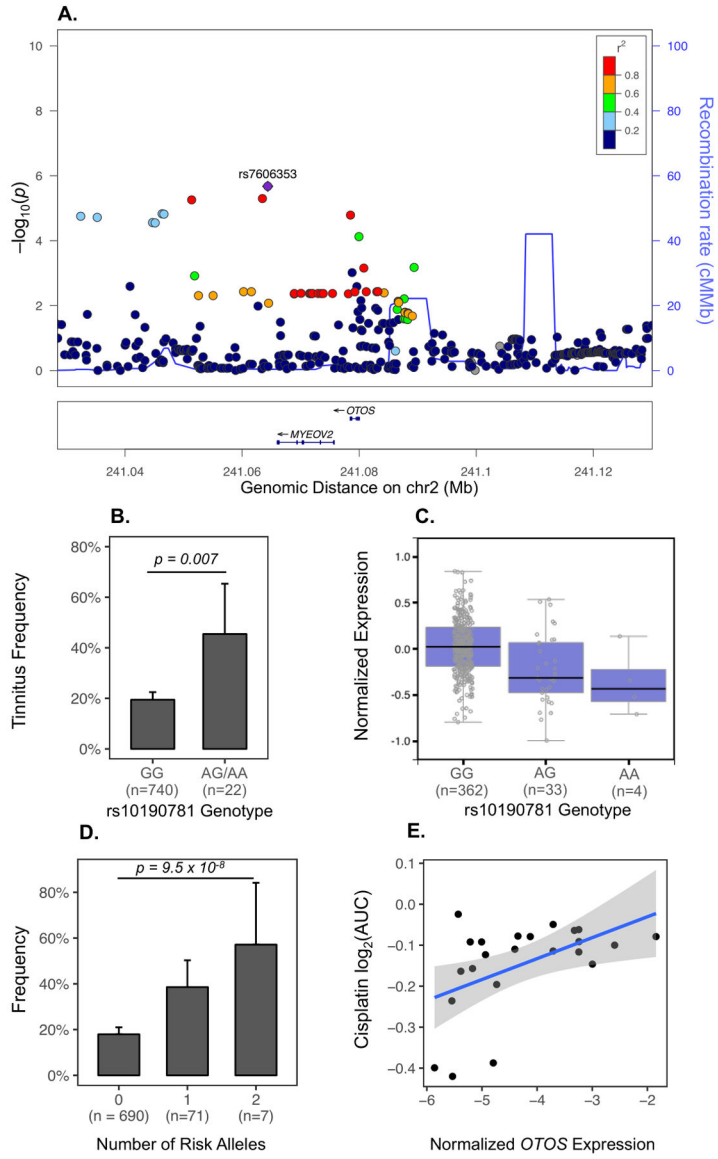 A.
10
8
6
4
2
0
–log10(p)
100
80
60
40
20
0
Recombination rate (cMMb)
r2
0.8
0.6
0.4
0.2
rs7606353
←OTOS
←MYEOV2
241.04 241.06 241.08 241.1 241.12
Genomic Distance on chr2 (Mb)
B.
80%
60%
40%
20%
0%
Tinnitus Frequency
p = 0.007
GG AG/AA
(n=740) (n=22)
rs10190781 Genotype
C.
1.0
0.5
0.0
-0.5
-1.0
Normalized Expression
GG AG AA
(n=362) (n=33) (n=4)
rs10190781 Genotype
D.
80%
60%
40%
20%
0%
Frequency
p = 9.5 x 10-8
0 1 2
(n = 690) (n=71) (n=7)
Number of Risk Alleles
E.
0.1
0.0
−0.1
−0.2
−0.3
−0.4
Cisplatin log2(AUC)
−6 −5 −4 −3 −2
Normalized OTOS Expression